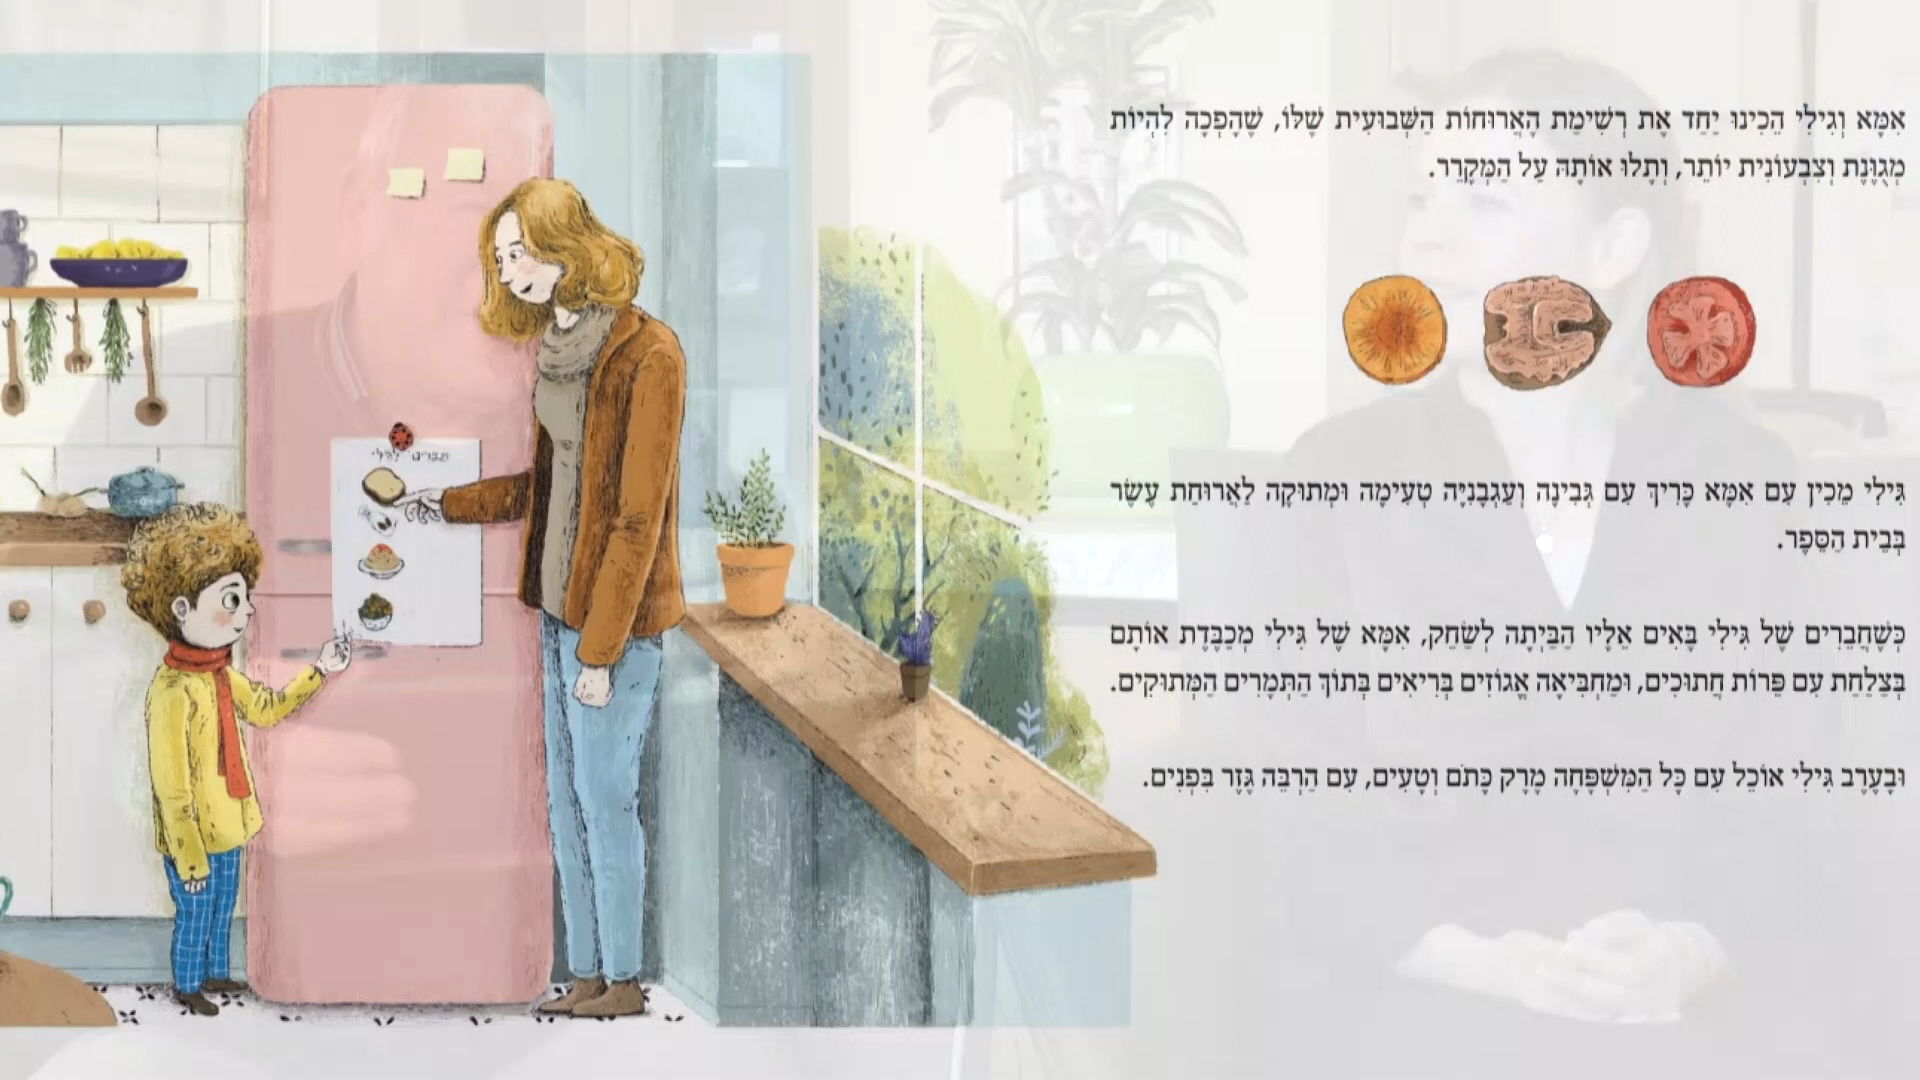 אִמָּא וְגִילִי הֵכִינוּ יַחַד אֶת רְשִׁימַת הָאֲרוּחוֹת הַשְּׁבוּעִית שֶׁלּוֹ, שֶׁהָפְכָה לִהְיוֹת
מְגֻוֶּנֶת וְצִבְעוֹנִית יוֹתֵר, וְתָלוּ אוֹתָהּ עַל הַמְּקָרֵר.
גִּילִי מֵכִין עִם אִמָּא כָּרִיךְ עִם גְּבִינָה וְעַגְבָנִיָּה טְעִימָה וּמְתוּקָה לַאֲרוּחַת עֶשֶׂר
בְּבֵית הַסֵּפֶר.
כְּשֶׁחֲבֵרִים שֶׁל גִּילִי בָּאִים אֵלָיו הַבַּיְתָה לְשַׂחֵק, אִמָּא שֶׁל גִּילִי מְכַבֶּדֶת אוֹתָם
בְּצַלַּחַת עִם פֵּרוֹת חֲתוּכִים, וּמַחְבִּיאָה אֱגוֹזִים בְּרִיאִים בְּתוֹךְ הַתְּמָרִים הַמְּתוּקִים.
וּבָעֶרֶב גִּילִי אוֹכֵל עִם כָּל הַמִּשְׁפָּחָה מָרָק כָּתֹם וְטָעִים, עִם הַרְבֵּה גֶּזֶר בִּפְנִים.